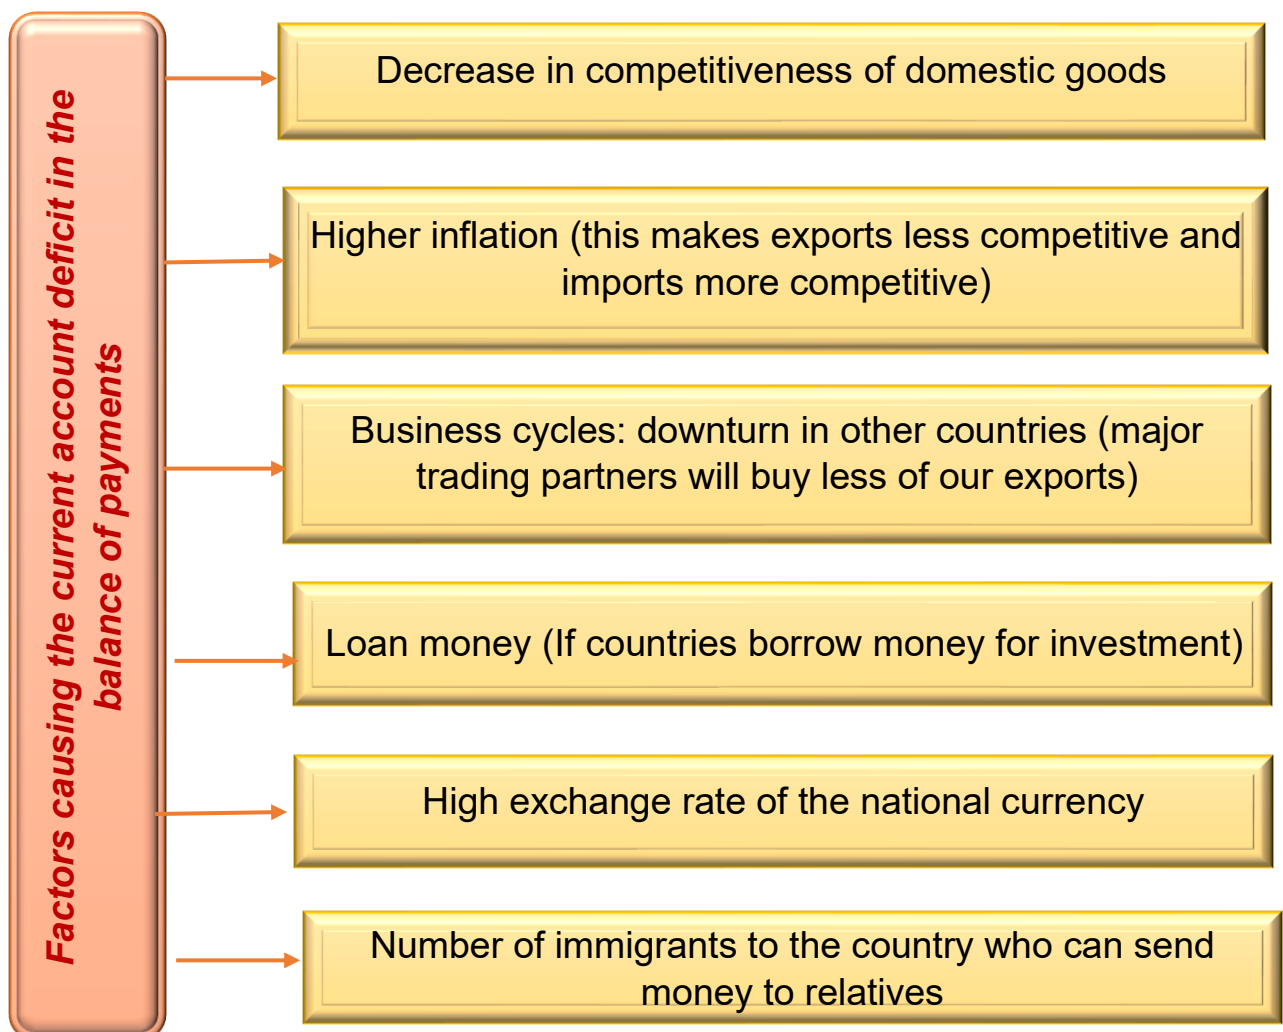 Factors causing the current account deficit in the
balance of payments
Decrease in competitiveness of domestic goods
Higher inflation (this makes exports less competitive and
imports more competitive)
Business cycles: downturn in other countries (major
trading partners will buy less of our exports)
Loan money (If countries borrow money for investment)
High exchange rate of the national currency
Number of immigrants to the country who can send
money to relatives